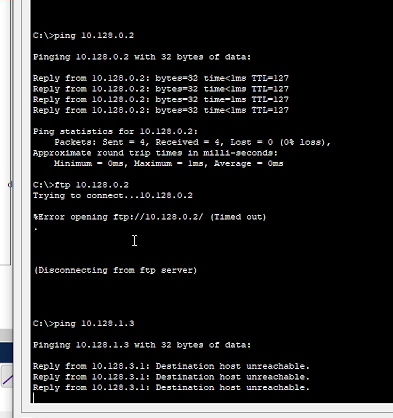 C:\>ping 10.128.0.2
Pinging 10.128.0.2 with 32 bytes of data:
Reply from 10.128.0.2: bytes=32 time<1ms TTL=127
Reply from 10.128.0.2: bytes=32 time<1ms TTL=127
Reply from 10.128.0.2: bytes=32 time=1ms TTL=127
Reply from 10.128.0.2: bytes=32 time<1ms TTL=127
Ping statistics for 10.128.0.2:
Packets: Sent = 4, Received = 4, Lost = 0 (0% loss),
Approximate round trip times in milli-seconds:
Minimum = 0ms, Maximum = 1ms, Average = 0ms
C:\>ftp 10.128.0.2
Trying to connect...10.128.0.2
%Error opening ftp://10.128.0.2/ (Timed out)
.
(Disconnecting from ftp server)
C:\>ping 10.128.1.3
Pinging 10.128.1.3 with 32 bytes of data:
Reply from 10.128.3.1: Destination host unreachable.
Reply from 10.128.3.1: Destination host unreachable.
Reply from 10.128.3.1: Destination host unreachable.